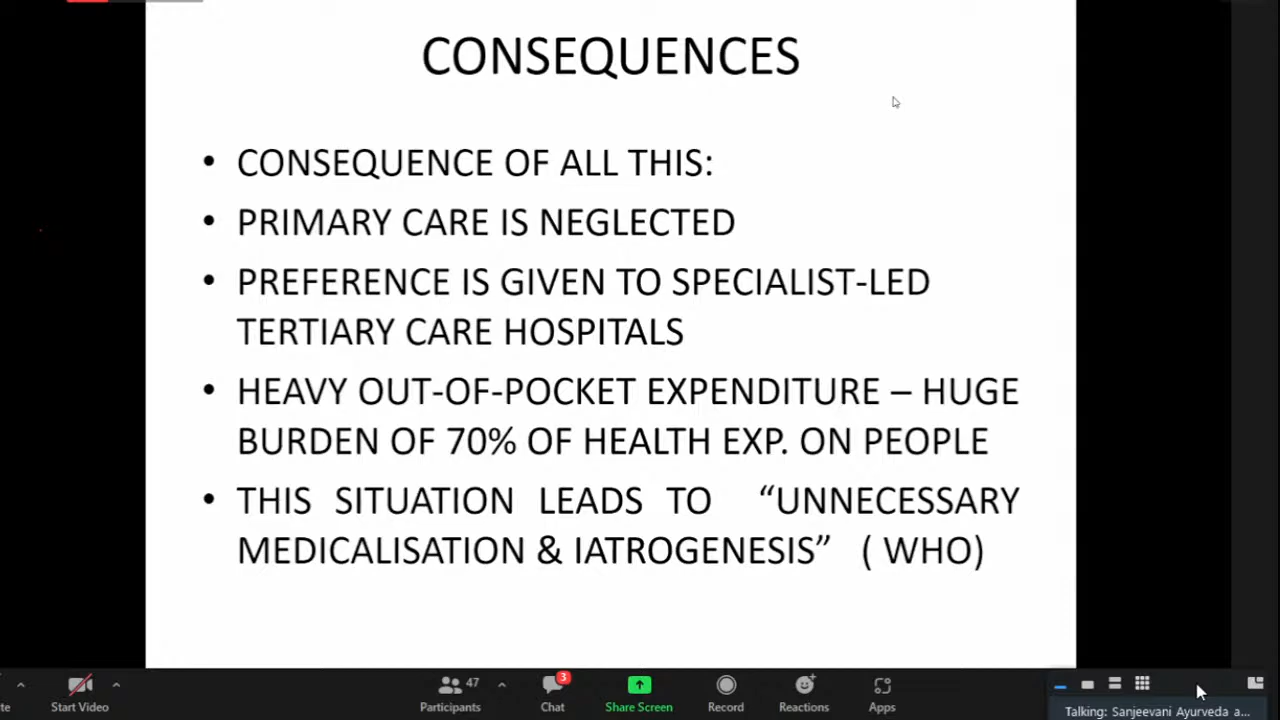 CONSEQUENCES
• CONSEQUENCE OF ALL THIS:
• PRIMARY CARE IS NEGLECTED
• PREFERENCE IS GIVEN TO SPECIALIST-LED
TERTIARY CARE HOSPITALS
• HEAVY OUT-OF-POCKET EXPENDITURE – HUGE
BURDEN OF 70% OF HEALTH EXP. ON PEOPLE
• THIS SITUATION LEADS TO “UNNECESSARY
MEDICALISATION & IATROGENESIS” ( WHO)
47
3
te
Start Video
Participants
Chat
Share Screen
Record
Reactions
Apps
Talking: Sanjeevani Ayurveda a...